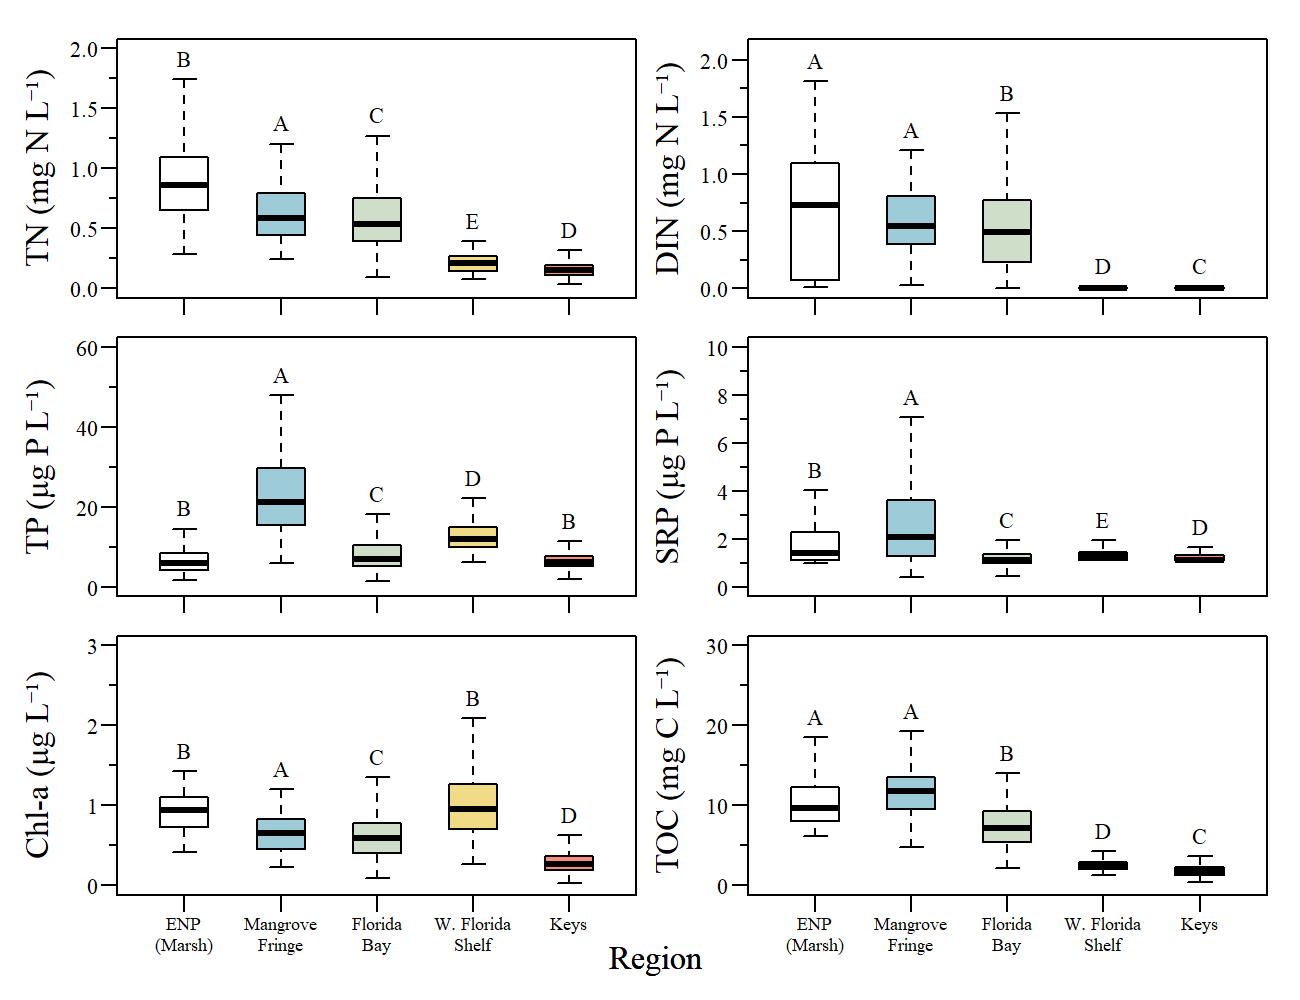 TN (mg N L⁻¹)
2.0
1.5
1.0
0.5
0.0
B
A
C
E
D
DIN (mg N L⁻¹)
2.0
1.5
1.0
0.5
0.0
A
A
B
D
C
TP (µg P L⁻¹)
60
40
20
0
B
A
C
D
B
SRP (µg P L⁻¹)
10
8
6
4
2
0
B
A
C
E
D
Chl-a (µg L⁻¹)
3
2
1
0
B
A
C
B
D
ENP
(Marsh)
Mangrove
Fringe
Florida
Bay
W. Florida
Shelf
Keys
TOC (mg C L⁻¹)
30
20
10
0
A
A
B
D
C
ENP
(Marsh)
Mangrove
Fringe
Florida
Bay
W. Florida
Shelf
Keys
Region